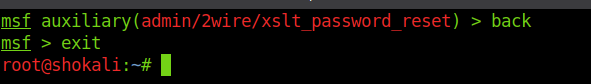 msf auxiliary(admin/2wire/xslt_password_reset) > back
msf > exit
root@shokali:~#